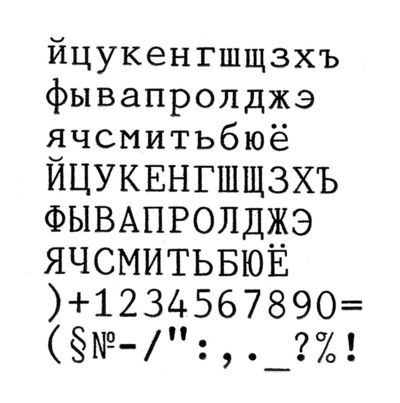 йцукенгшщзхъ
фывапролджэ
ячсмитьбюё
ЙЦУКЕНГШЩЗХЪ
ФЫВАПРОЛДЖЭ
ЯЧСМИТЬБЮЁ
)+1234567890=
(§№-/":,._?%!